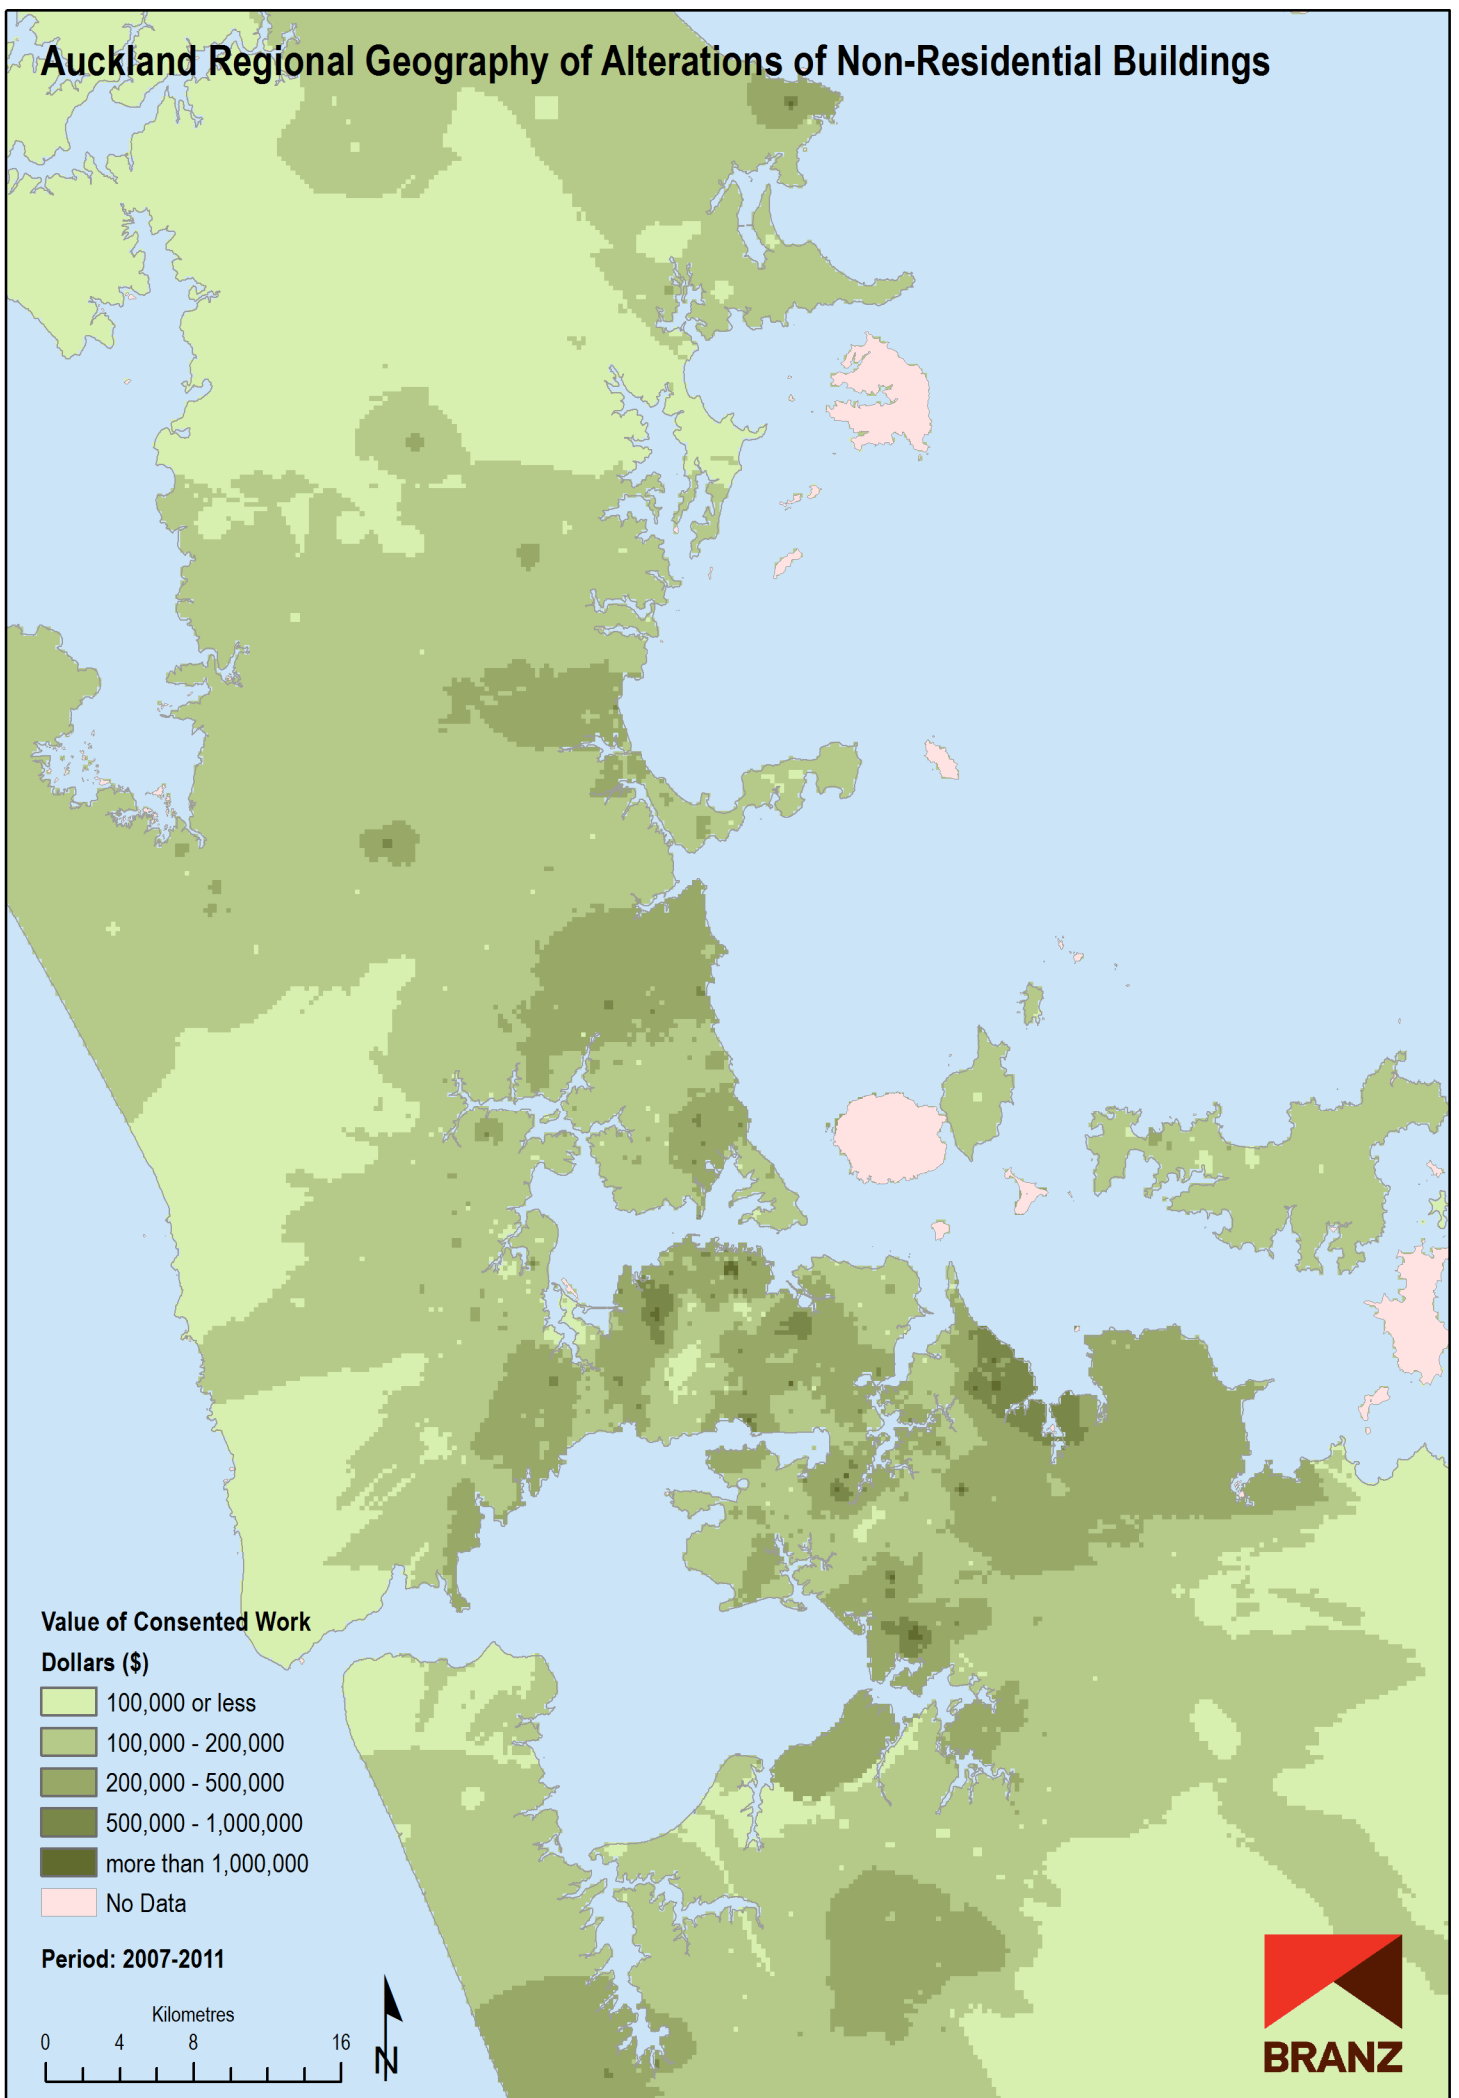 Auckland Regional Geography of Alterations of Non-Residential Buildings
Value of Consented Work
Dollars ($)
100,000 or less
100,000 - 200,000
200,000 - 500,000
500,000 - 1,000,000
more than 1,000,000
No Data
Period: 2007-2011
Kilometres
0 4 8 16
N
BRANZ